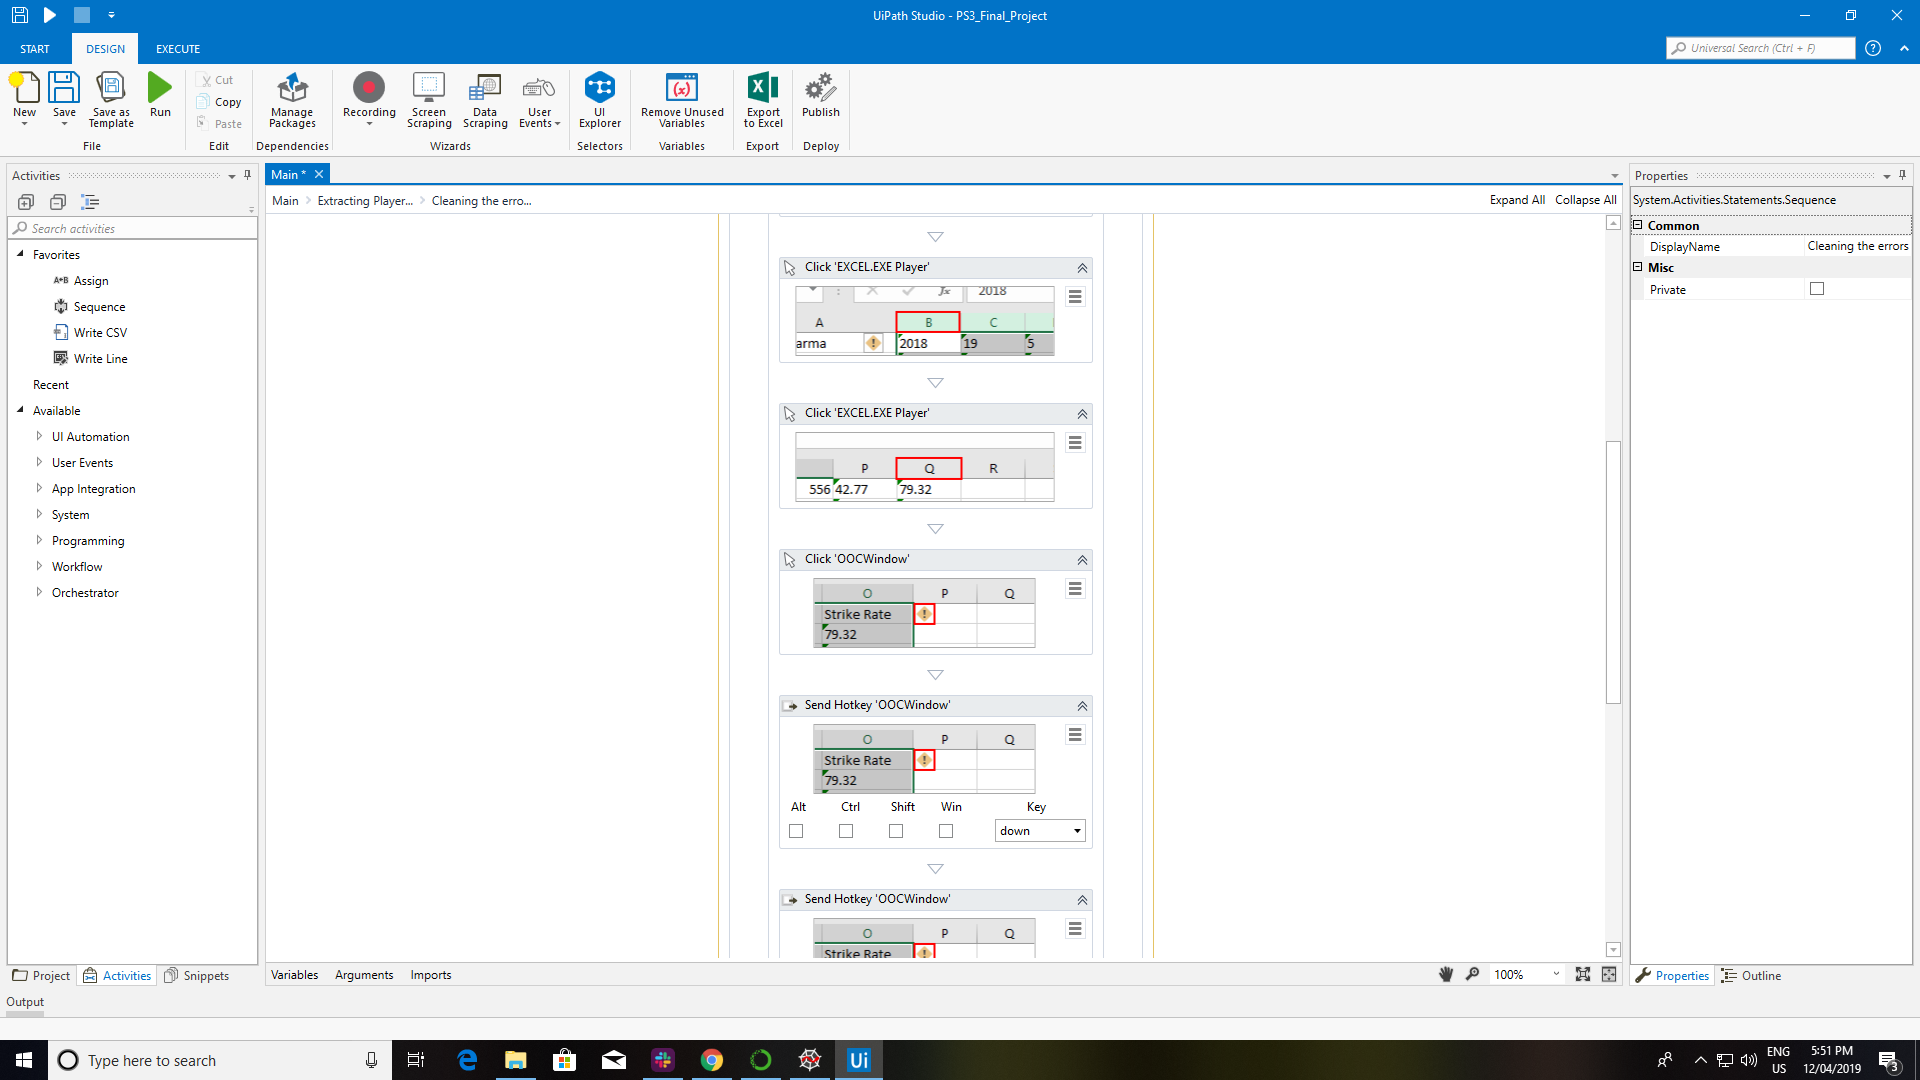 UiPath Studio - PS3_Final_Project
START DESIGN EXECUTE
Universal Search (Ctrl + F)
New
Save
Save as Template
Run
Cut
Copy
Paste
Manage Packages
Recording
Screen Scraping
Data Scraping
User Events
UI Explorer
Remove Unused Variables
Export to Excel
Publish
File Edit Dependencies Wizards Selectors Variables Export Deploy
Activities
Search activities
Favorites
Assign
Sequence
Write CSV
Write Line
Recent
Available
UI Automation
User Events
App Integration
System
Programming
Workflow
Orchestrator
Project Activities Snippets
Output
Main *
Main > Extracting Player... > Cleaning the erro...
Expand All Collapse All
Click 'EXCEL.EXE Player'
fx 2018
A B C
arma 2018 19 5
Click 'EXCEL.EXE Player'
P Q R
556 42.77 79.32
Click 'OOCWindow'
O P Q
Strike Rate
79.32
Send Hotkey 'OOCWindow'
O P Q
Strike Rate
79.32
Alt Ctrl Shift Win Key
down
Send Hotkey 'OOCWindow'
O P Q
Strike Rate
Variables Arguments Imports
100%
Properties
System.Activities.Statements.Sequence
Common
DisplayName Cleaning the errors
Misc
Private
Properties Outline
Type here to search
Ui
ENG
US
5:51 PM
12/04/2019
3